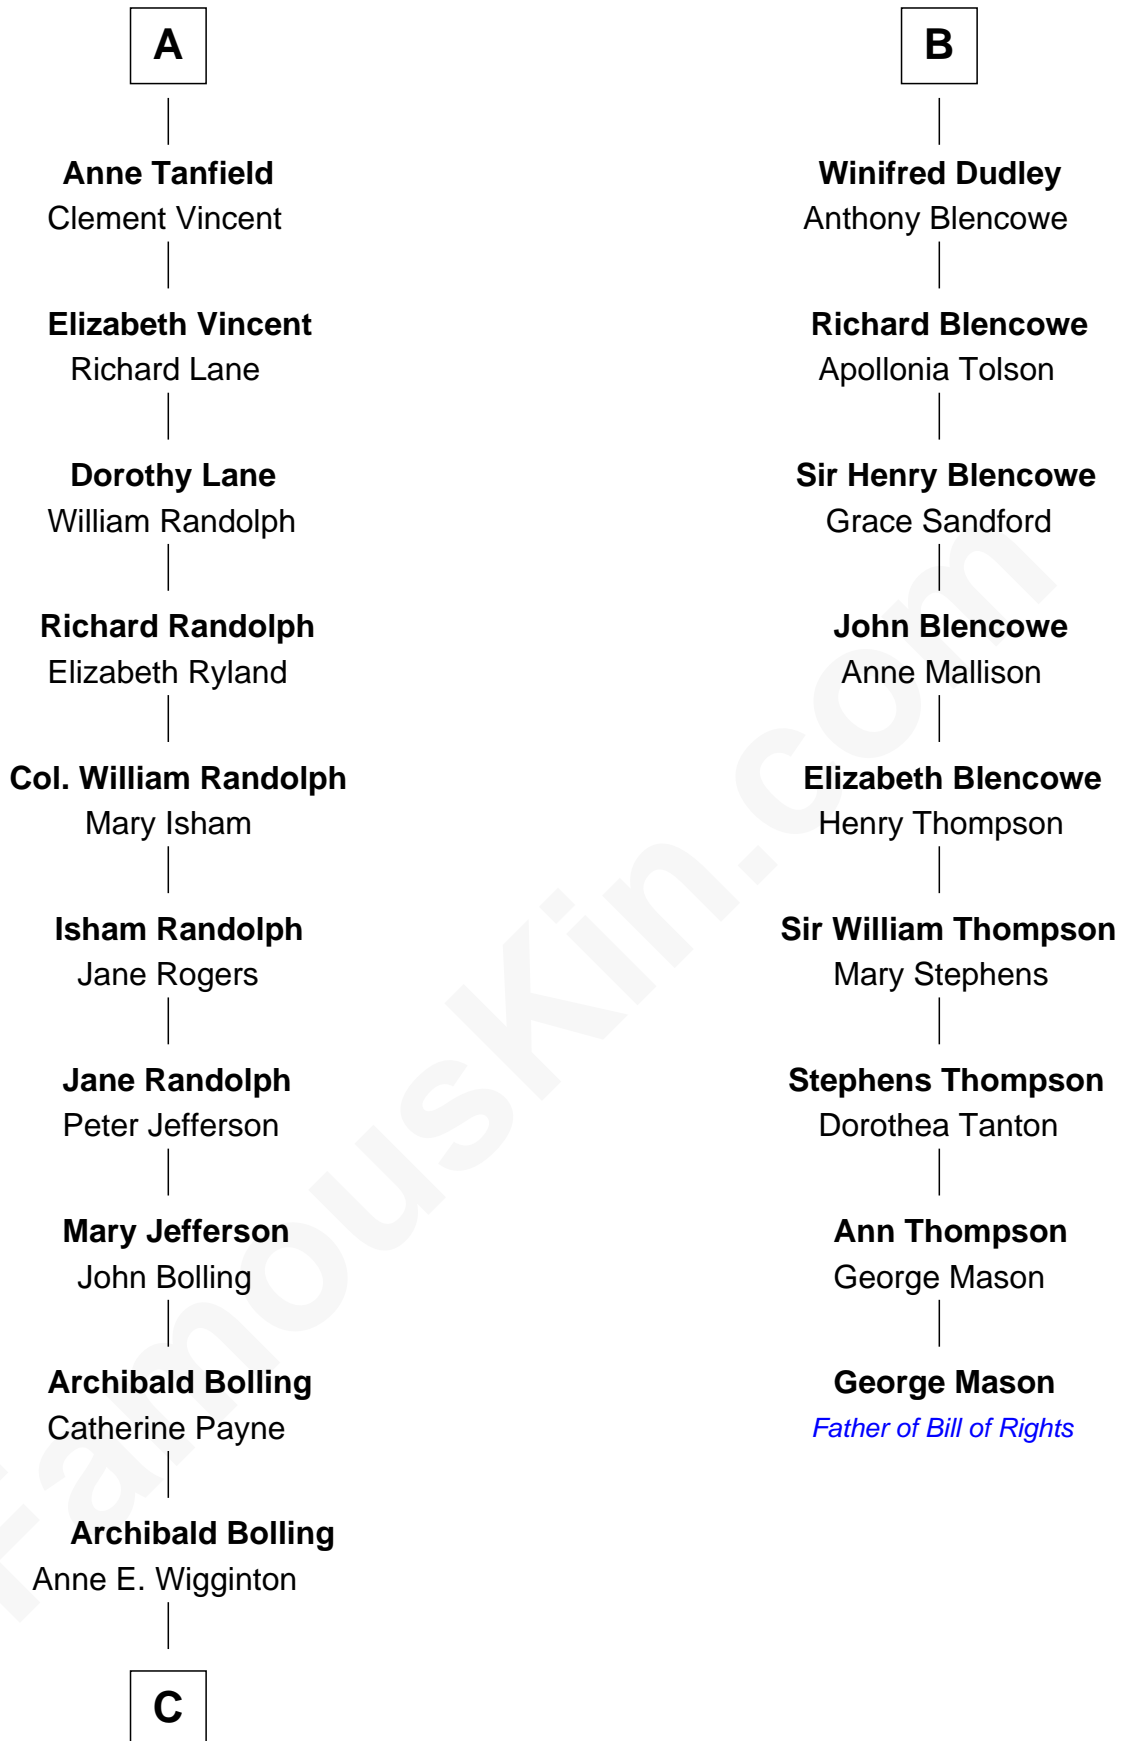 A
Anne Tanfield
Clement Vincent
Elizabeth Vincent
Richard Lane
Dorothy Lane
William Randolph
Richard Randolph
Elizabeth Ryland
Col. William Randolph
Mary Isham
Isham Randolph
Jane Rogers
Jane Randolph
Peter Jefferson
Mary Jefferson
John Bolling
Archibald Bolling
Catherine Payne
Archibald Bolling
Anne E. Wigginton
C
B
Winifred Dudley
Anthony Blencowe
Richard Blencowe
Apollonia Tolson
Sir Henry Blencowe
Grace Sandford
John Blencowe
Anne Mallison
Elizabeth Blencowe
Henry Thompson
Sir William Thompson
Mary Stephens
Stephens Thompson
Dorothea Tanton
Ann Thompson
George Mason
George Mason
Father of Bill of Rights
FamousKin.com